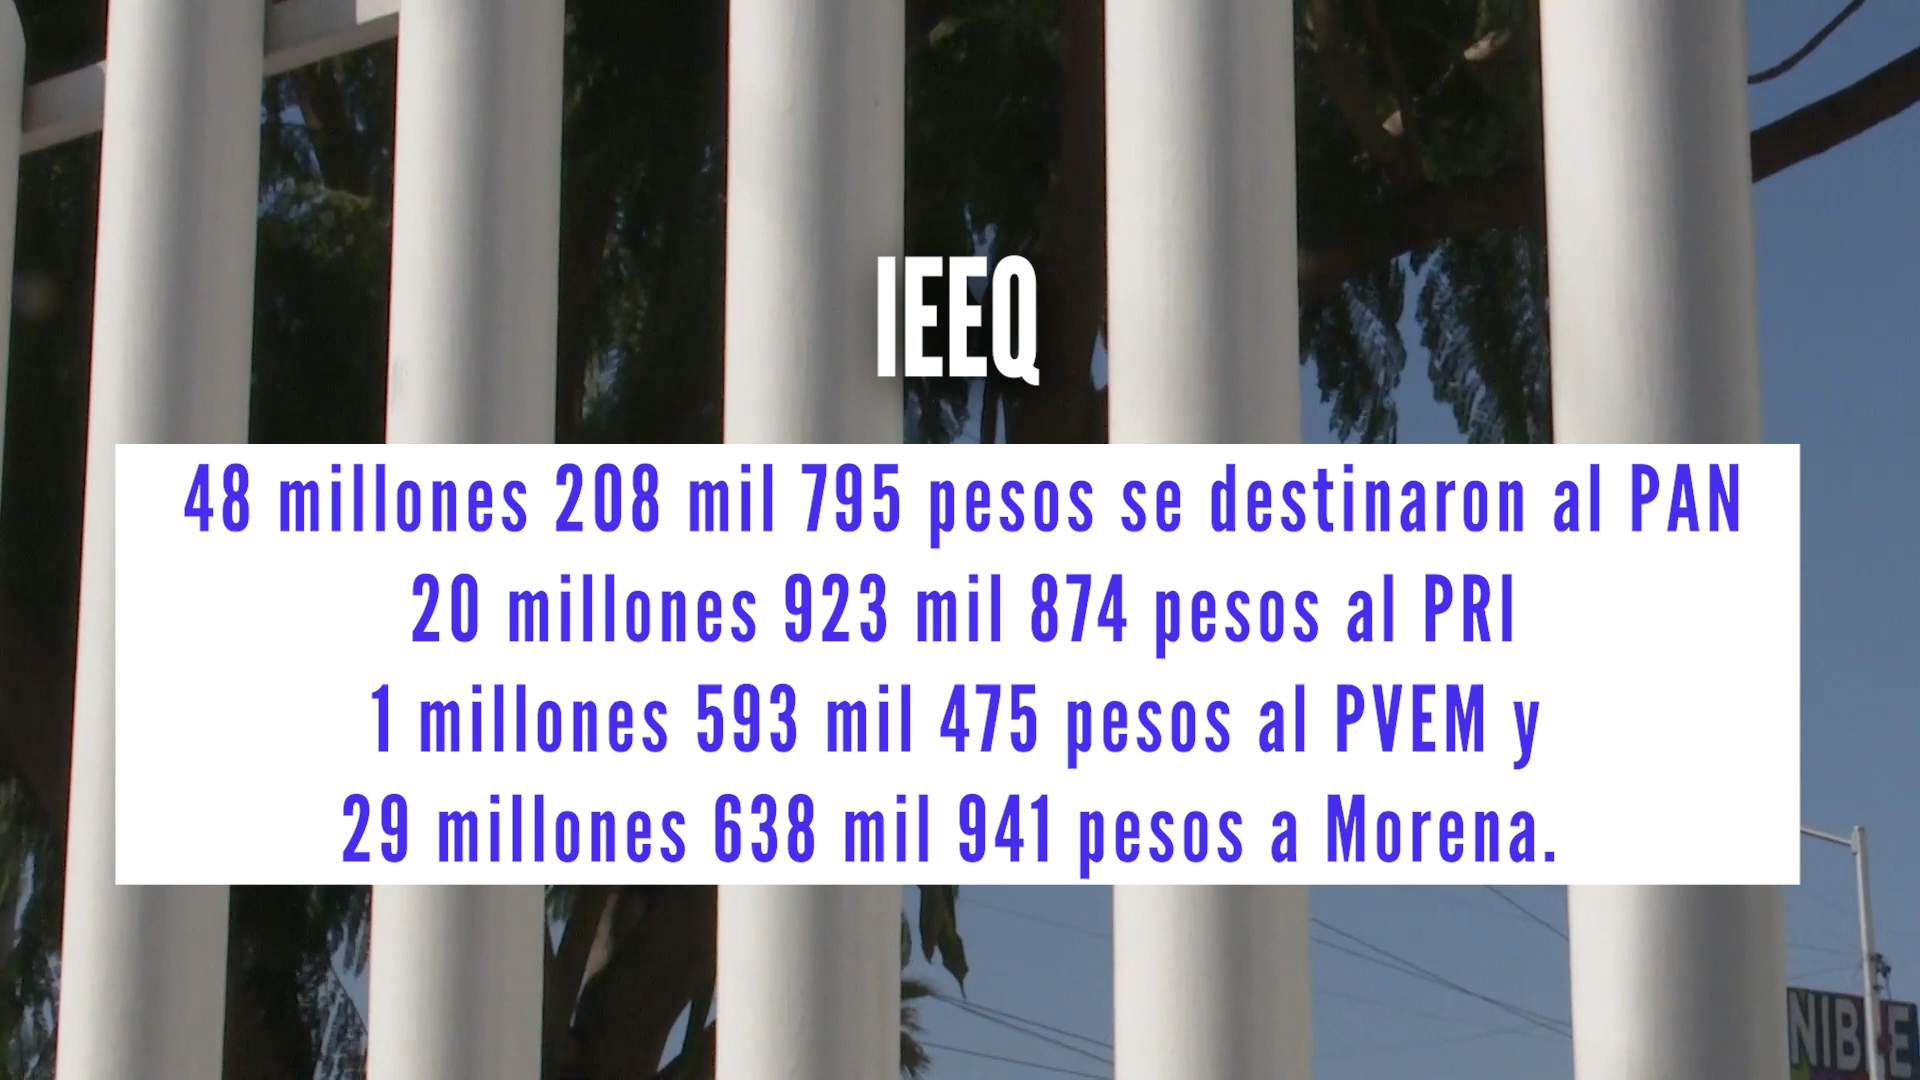 IEEQ
48 millones 208 mil 795 pesos se destinaron al PAN
20 millones 923 mil 874 pesos al PRI
1 millones 593 mil 475 pesos al PVEM y
29 millones 638 mil 941 pesos a Morena.